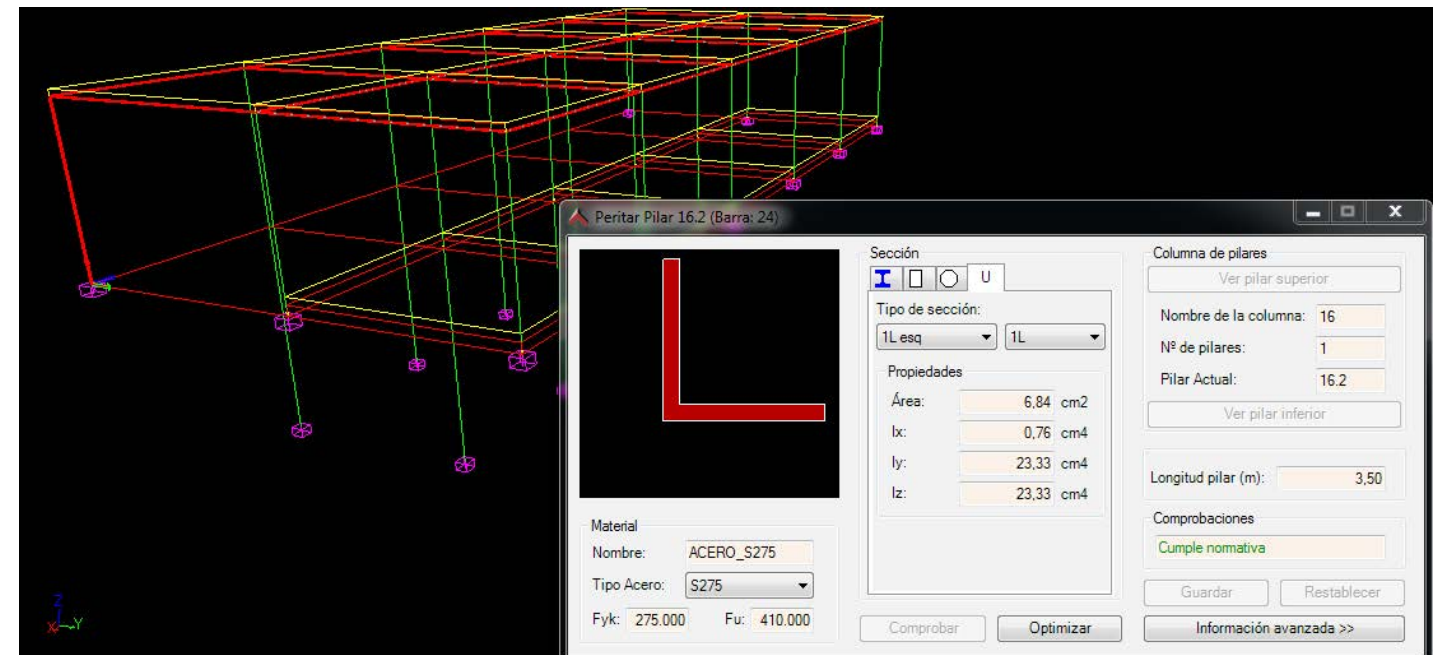 Peritar Pilar 16.2 (Barra: 24)
X
Sección
U
Tipo de sección:
1L esq
1L
Propiedades
Área: 6,84 cm2
Ix: 0,76 cm4
Iy: 23,33 cm4
Iz: 23,33 cm4
Columna de pilares
Ver pilar superior
Nombre de la columna: 16
Nº de pilares: 1
Pilar Actual: 16.2
Ver pilar inferior
Longitud pilar (m): 3,50
Comprobaciones
Cumple normativa
Material
Nombre: ACERO_S275
Tipo Acero: S275
Fyk: 275.000 Fu: 410.000
Comprobar
Optimizar
Guardar
Restablecer
Información avanzada >>
Z
X Y